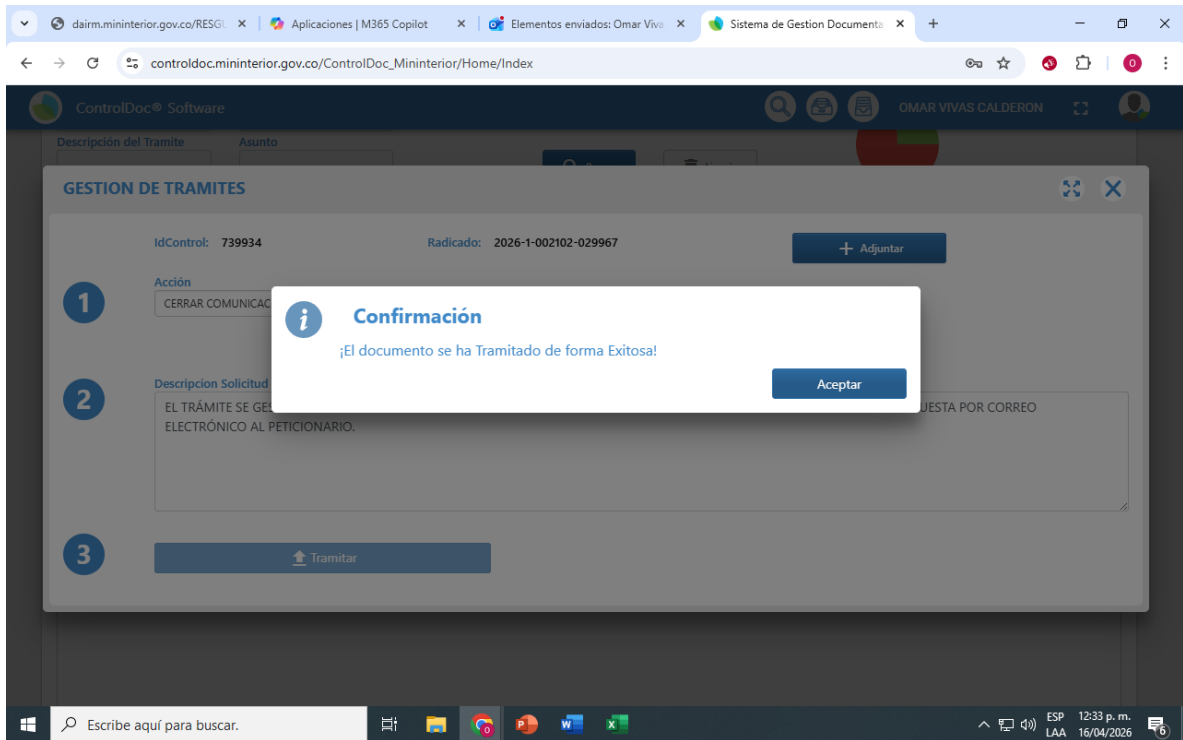 dairm.mininterior.gov.co/RESGU
Aplicaciones | M365 Copilot
Elementos enviados: Omar Viva
Sistema de Gestion Documenta
controldoc.mininterior.gov.co/ControlDoc_Mininterior/Home/Index
O
ControlDoc® Software
OMAR VIVAS CALDERON
Descripción del Tramite
Asunto
GESTION DE TRAMITES
IdControl: 739934
Radicado: 2026-1-002102-029967
+ Adjuntar
1
Acción
CERRAR COMUNICAC
Confirmación
¡El documento se ha Tramitado de forma Exitosa!
Aceptar
2
Descripcion Solicitud
EL TRÁMITE SE GES
UESTA POR CORREO
ELECTRÓNICO AL PETICIONARIO.
3
Tramitar
Escribe aquí para buscar.
ESP
LAA
12:33 p. m.
16/04/2026
6